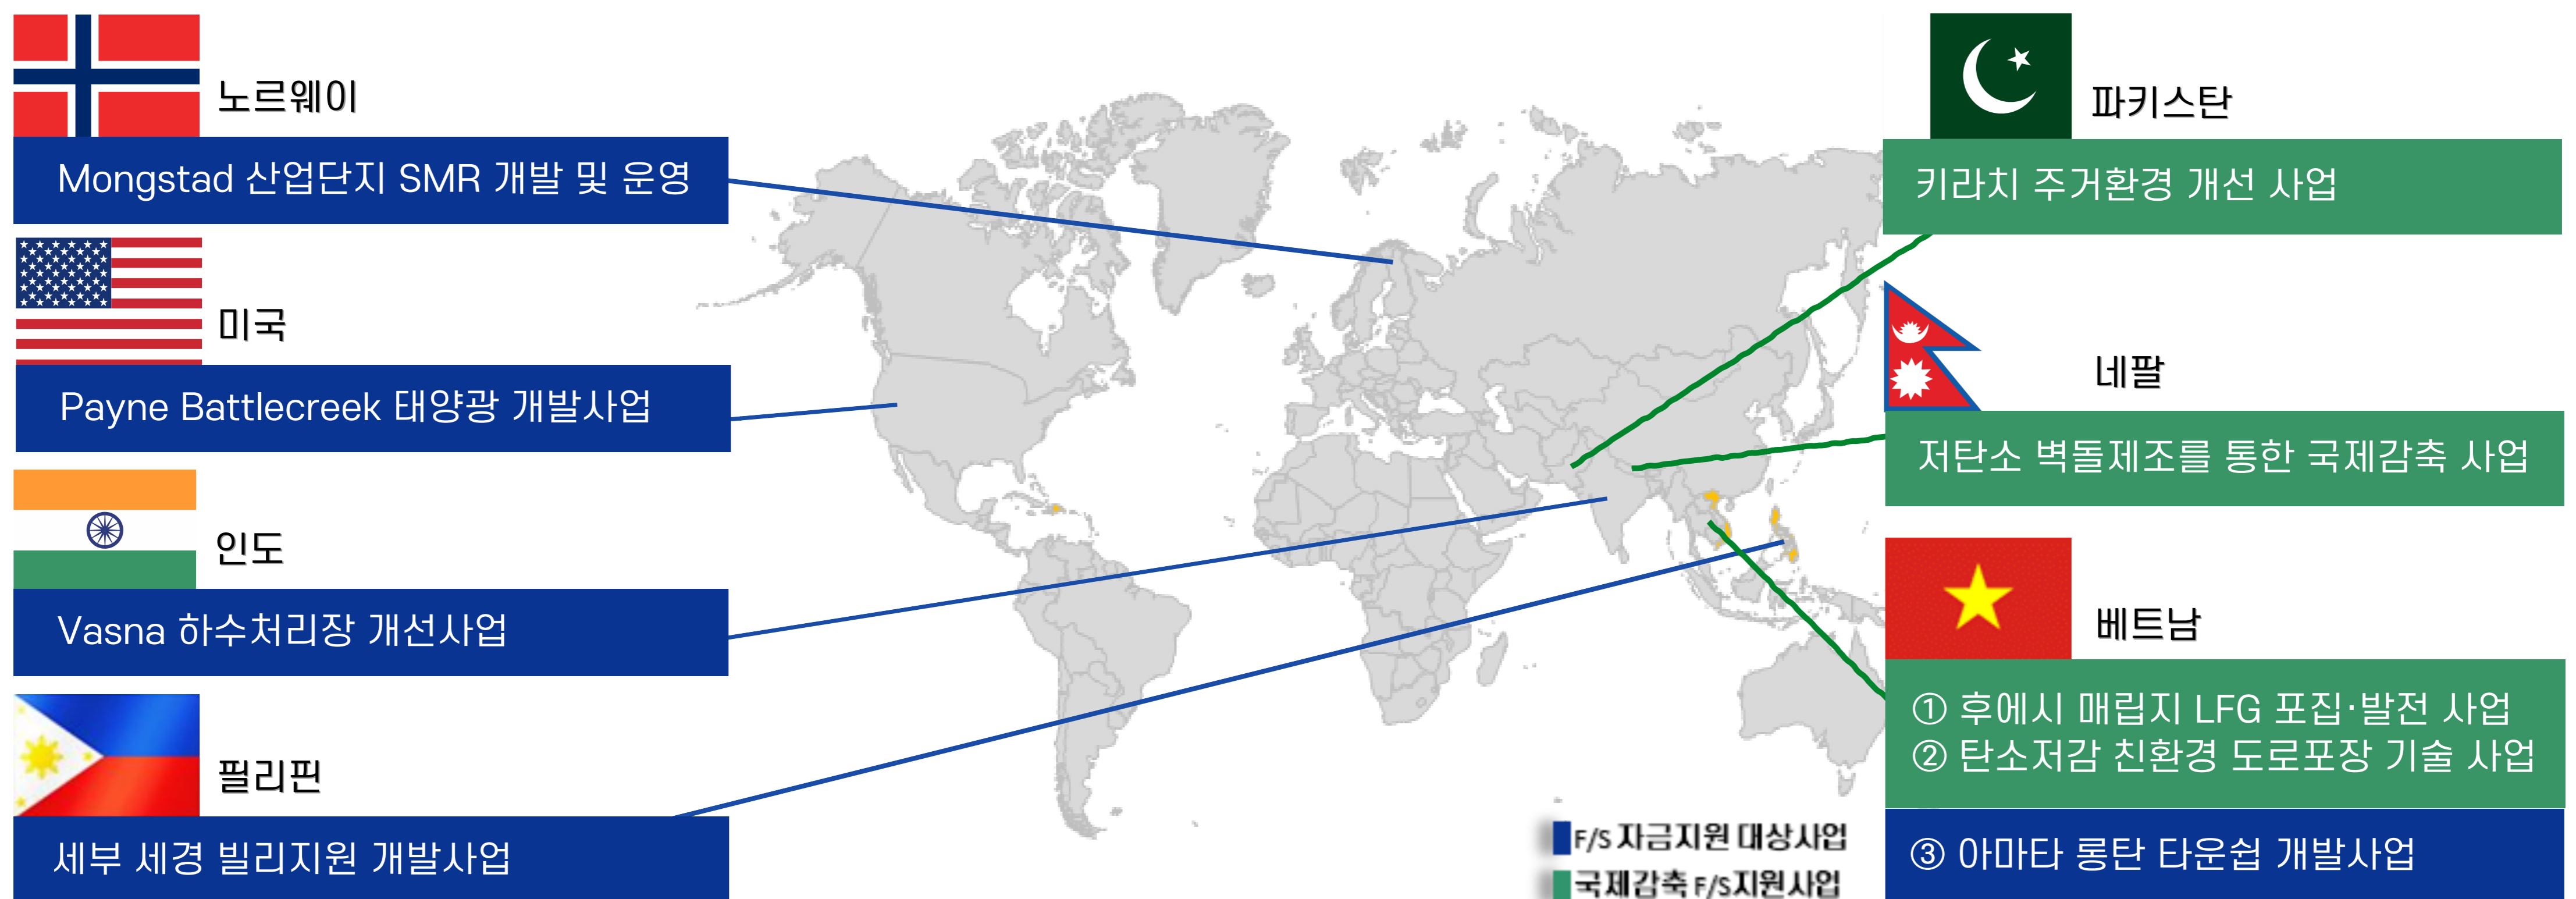 노르웨이
Mongstad 산업단지 SMR 개발 및 운영
미국
Payne Battlecreek 태양광 개발사업
인도
Vasna 하수처리장 개선사업
필리핀
세부 세경 빌리지원 개발사업
파키스탄
키라치 주거환경 개선 사업
네팔
저탄소 벽돌제조를 통한 국제감축 사업
베트남
① 후에시 매립지 LFG 포집·발전 사업
② 탄소저감 친환경 도로포장 기술 사업
③ 아마타 롱탄 타운쉽 개발사업
F/S 자금지원 대상사업
국제감축 F/S지원사업